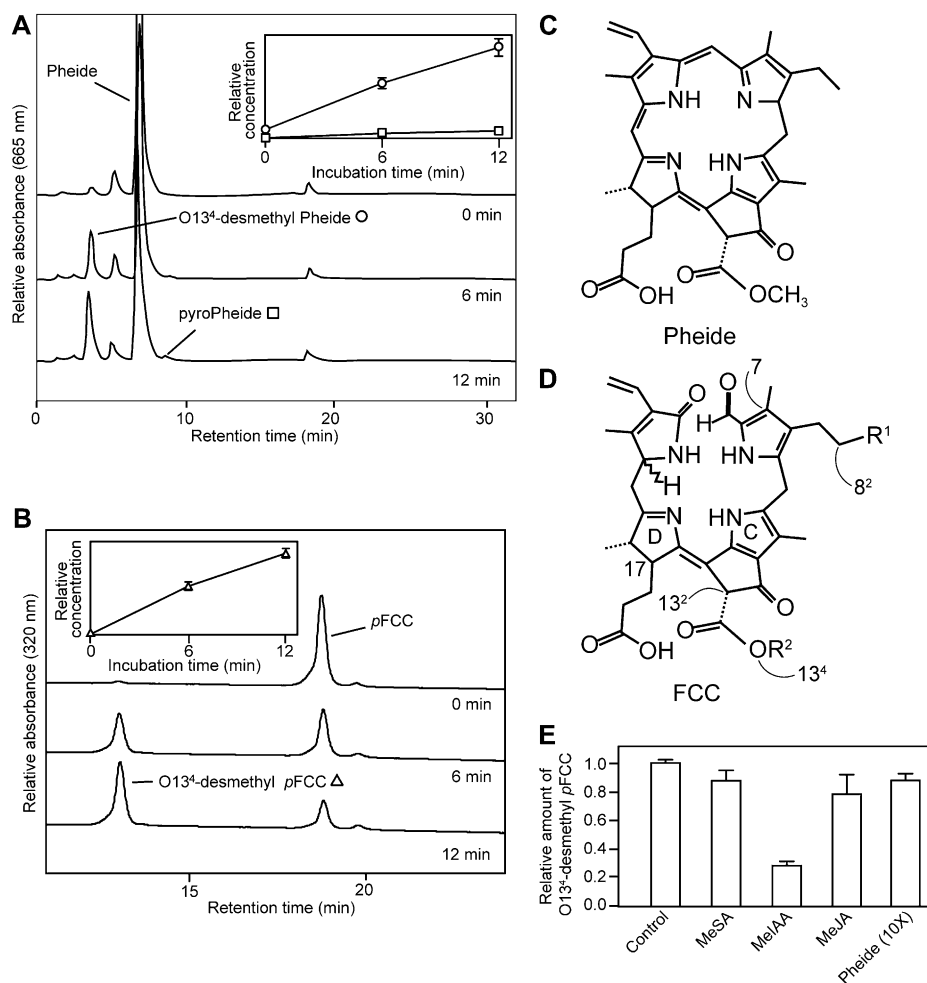 A
Relative absorbance (665 nm)
Pheide
Relative
concentration
0
6
12
Incubation time (min)
0 min
O13⁴-desmethyl Pheide
6 min
pyroPheide
12 min
0
10
20
30
Retention time (min)
B
Relative absorbance (320 nm)
Relative
concentration
0
6
12
Incubation time (min)
pFCC
0 min
6 min
O13⁴-desmethyl pFCC
12 min
15
20
Retention time (min)
C
NH
N
N
HN
O
O
OH
O
OCH₃
Pheide
D
7
O
O
H
R¹
NH
HN
H
8²
N
HN
D
C
17
13²
O
O
OH
O
OR²
13⁴
FCC
E
Relative amount of
O13⁴-desmethyl pFCC
1.0
0.8
0.6
0.4
0.2
0.0
Control
MeSA
MeIAA
MeJA
Pheide (10X)